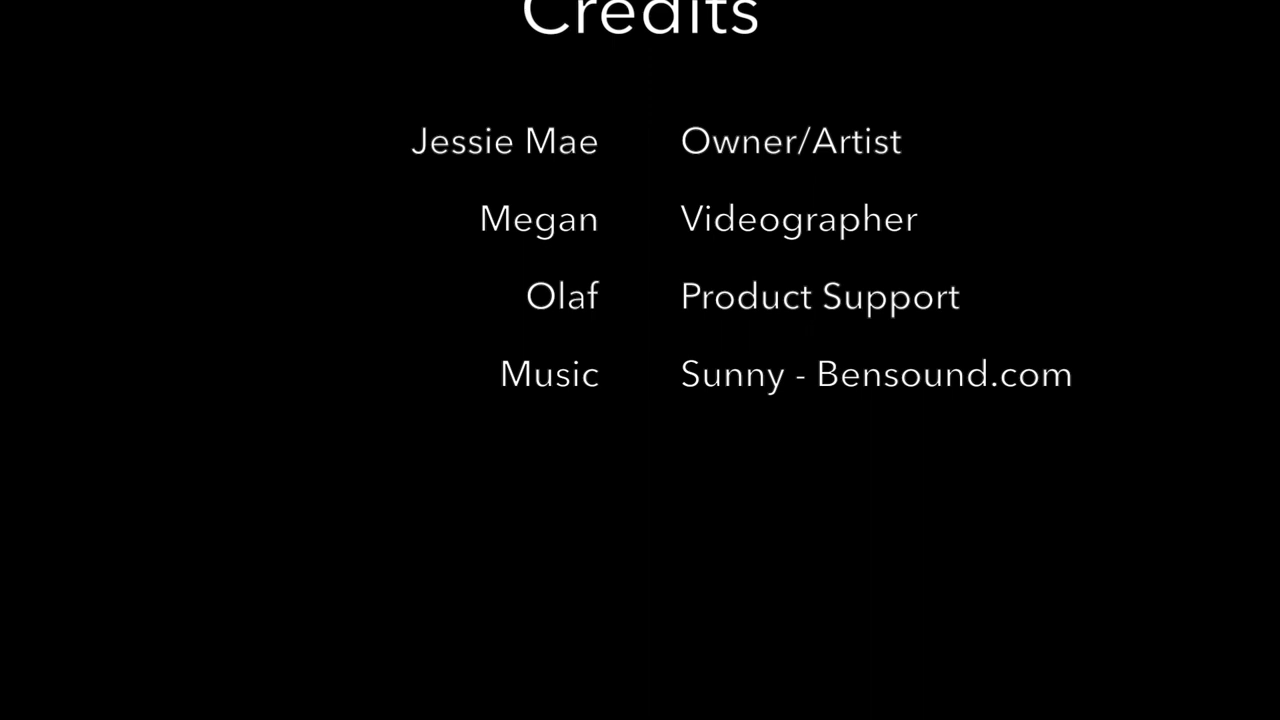 Credits
Jessie Mae Owner/Artist
Megan Videographer
Olaf Product Support
Music Sunny - Bensound.com